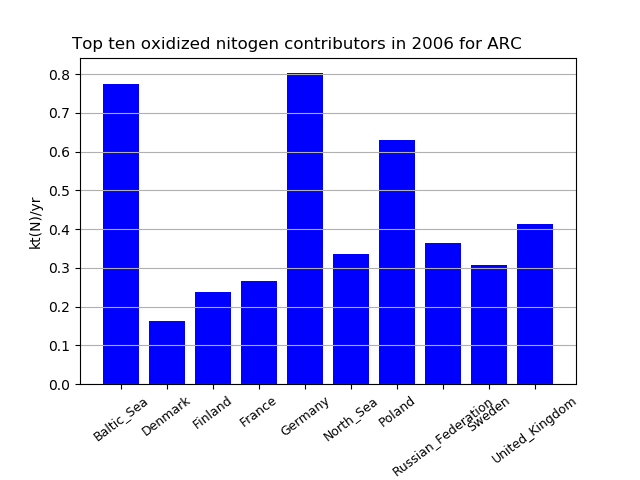 Top ten oxidized nitogen contributors in 2006 for ARC
kt(N)/yr
0.8
0.7
0.6
0.5
0.4
0.3
0.2
0.1
0.0
Baltic_Sea
Denmark
Finland
France
Germany
North_Sea
Poland
Russian_Federation
Sweden
United_Kingdom